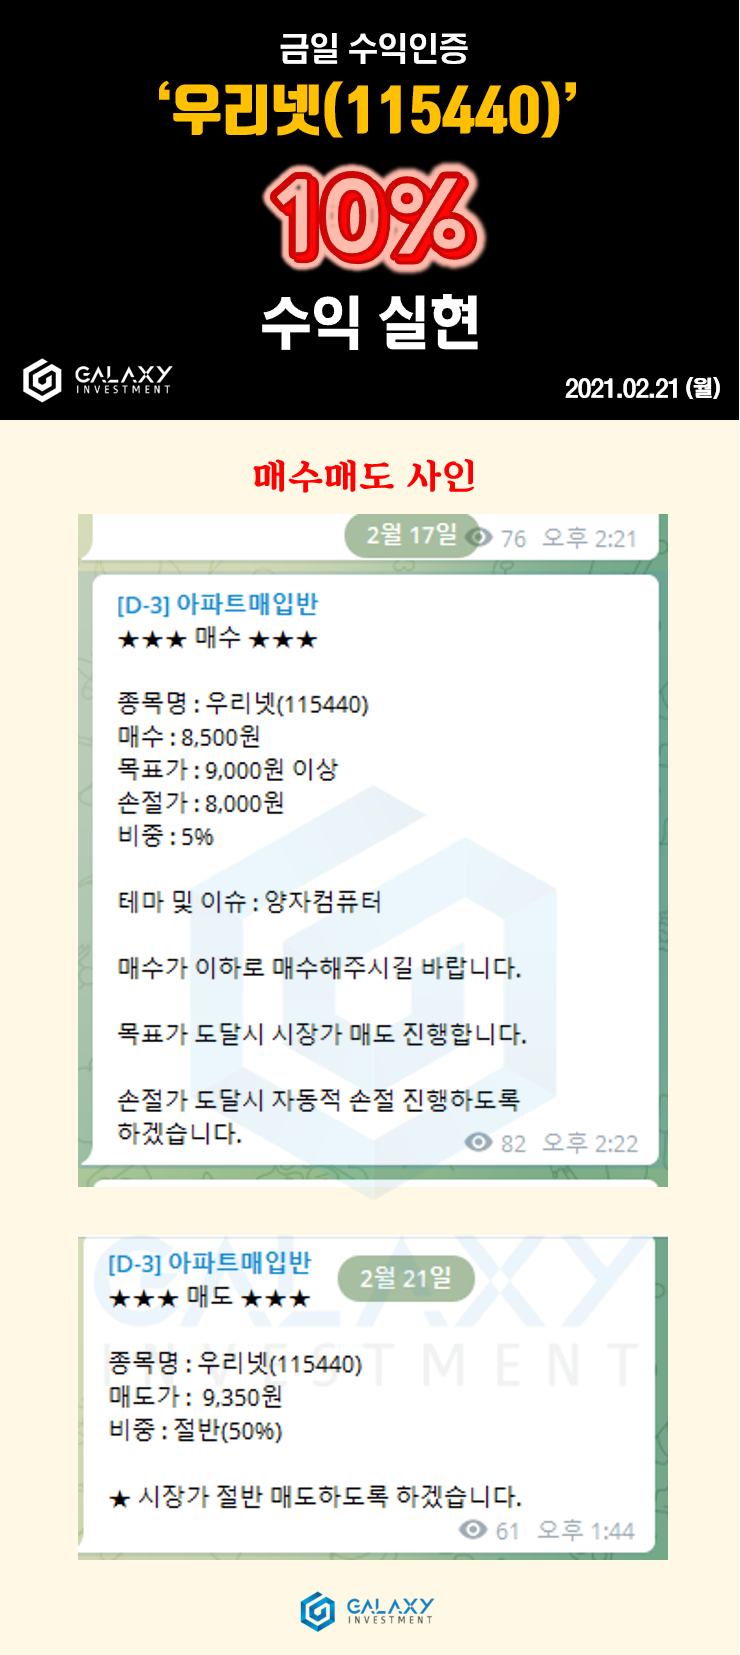 금일 수익인증
‘우리넷(115440)’
10%
수익 실현
GALAXY
INVESTMENT
2021.02.21 (월)
매수매도 사인
2월 17일
76 오후 2:21
[D-3] 아파트매입반
★★★ 매수 ★★★
종목명 : 우리넷(115440)
매수 : 8,500원
목표가 : 9,000원 이상
손절가 : 8,000원
비중 : 5%
테마 및 이슈 : 양자컴퓨터
매수가 이하로 매수해주시길 바랍니다.
목표가 도달시 시장가 매도 진행합니다.
손절가 도달시 자동적 손절 진행하도록
하겠습니다.
82 오후 2:22
GALAXY
INVESTMENT
[D-3] 아파트매입반
2월 21일
★★★ 매도 ★★★
종목명 : 우리넷(115440)
매도가 : 9,350원
비중 : 절반(50%)
★ 시장가 절반 매도하도록 하겠습니다.
61 오후 1:44
GALAXY
INVESTMENT